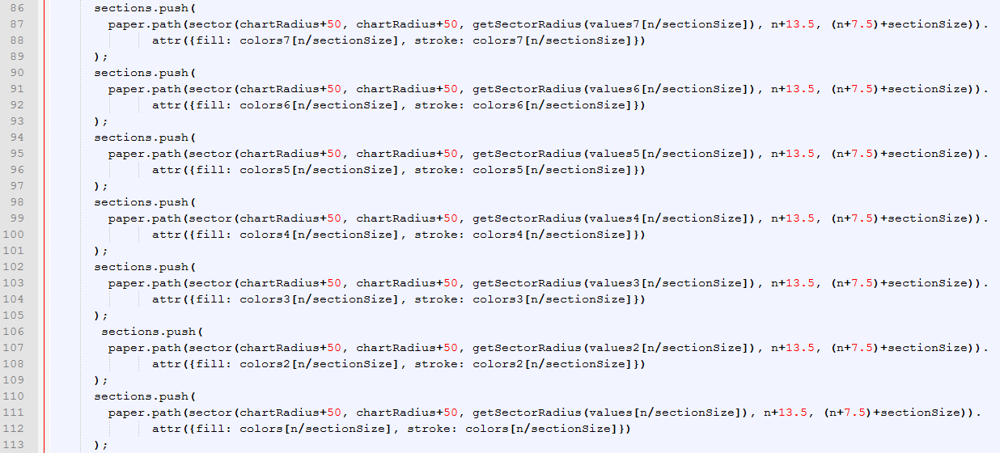 86 sections.push(
87 paper.path(sector(chartRadius+50, chartRadius+50, getSectorRadius(values7[n/sectionSize]), n+13.5, (n+7.5)+sectionSize)).
88 attr({fill: colors7[n/sectionSize], stroke: colors7[n/sectionSize]})
89 );
90 sections.push(
91 paper.path(sector(chartRadius+50, chartRadius+50, getSectorRadius(values6[n/sectionSize]), n+13.5, (n+7.5)+sectionSize)).
92 attr({fill: colors6[n/sectionSize], stroke: colors6[n/sectionSize]})
93 );
94 sections.push(
95 paper.path(sector(chartRadius+50, chartRadius+50, getSectorRadius(values5[n/sectionSize]), n+13.5, (n+7.5)+sectionSize)).
96 attr({fill: colors5[n/sectionSize], stroke: colors5[n/sectionSize]})
97 );
98 sections.push(
99 paper.path(sector(chartRadius+50, chartRadius+50, getSectorRadius(values4[n/sectionSize]), n+13.5, (n+7.5)+sectionSize)).
100 attr({fill: colors4[n/sectionSize], stroke: colors4[n/sectionSize]})
101 );
102 sections.push(
103 paper.path(sector(chartRadius+50, chartRadius+50, getSectorRadius(values3[n/sectionSize]), n+13.5, (n+7.5)+sectionSize)).
104 attr({fill: colors3[n/sectionSize], stroke: colors3[n/sectionSize]})
105 );
106 sections.push(
107 paper.path(sector(chartRadius+50, chartRadius+50, getSectorRadius(values2[n/sectionSize]), n+13.5, (n+7.5)+sectionSize)).
108 attr({fill: colors2[n/sectionSize], stroke: colors2[n/sectionSize]})
109 );
110 sections.push(
111 paper.path(sector(chartRadius+50, chartRadius+50, getSectorRadius(values[n/sectionSize]), n+13.5, (n+7.5)+sectionSize)).
112 attr({fill: colors[n/sectionSize], stroke: colors[n/sectionSize]})
113 );